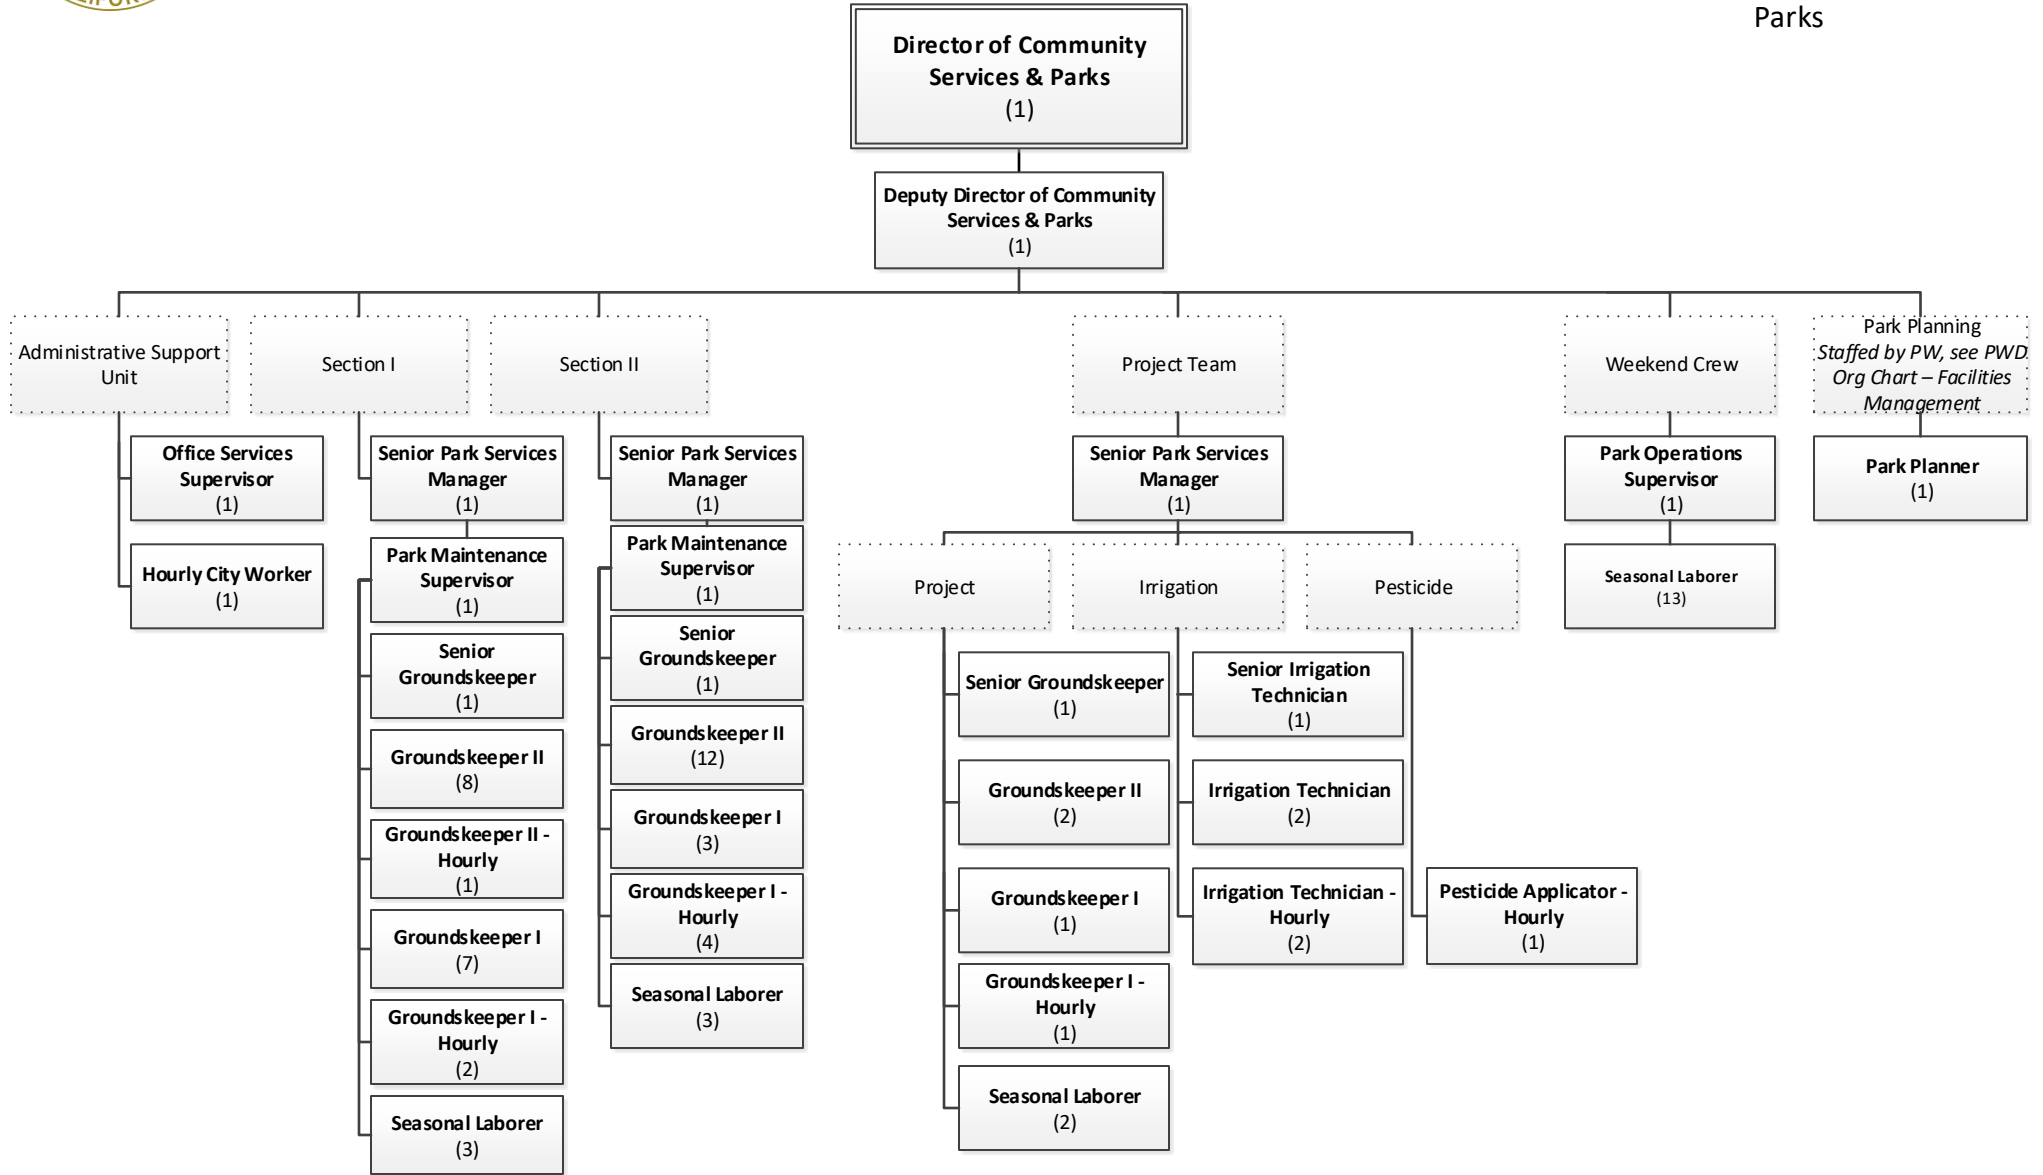 Parks
Director of Community
Services & Parks
(1)
Deputy Director of Community
Services & Parks
(1)
Administrative Support
Unit
Office Services
Supervisor
(1)
Hourly City Worker
(1)
Section I
Senior Park Services
Manager
(1)
Park Maintenance
Supervisor
(1)
Senior
Groundskeeper
(1)
Groundskeeper II
(8)
Groundskeeper II -
Hourly
(1)
Groundskeeper I
(7)
Groundskeeper I -
Hourly
(2)
Seasonal Laborer
(3)
Section II
Senior Park Services
Manager
(1)
Park Maintenance
Supervisor
(1)
Senior
Groundskeeper
(1)
Groundskeeper II
(12)
Groundskeeper I
(3)
Groundskeeper I -
Hourly
(4)
Seasonal Laborer
(3)
Project Team
Senior Park Services
Manager
(1)
Project
Senior Groundskeeper
(1)
Groundskeeper II
(2)
Groundskeeper I
(1)
Groundskeeper I -
Hourly
(1)
Seasonal Laborer
(2)
Irrigation
Senior Irrigation
Technician
(1)
Irrigation Technician
(2)
Irrigation Technician -
Hourly
(2)
Pesticide
Pesticide Applicator -
Hourly
(1)
Weekend Crew
Park Operations
Supervisor
(1)
Seasonal Laborer
(13)
Park Planning
Staffed by PW, see PWD
Org Chart – Facilities
Management
Park Planner
(1)